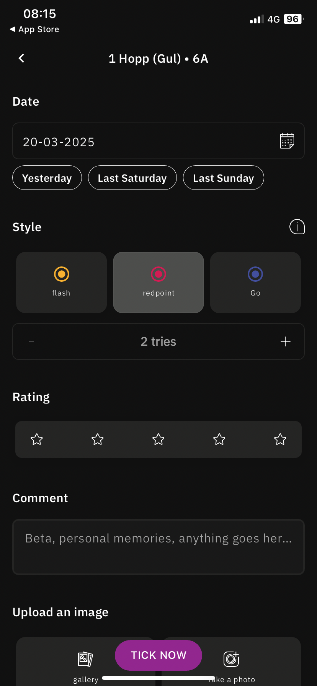 08:15
4G 96
◀ App Store
1 Hopp (Gul) • 6A
Date
20-03-2025
Yesterday Last Saturday Last Sunday
Style
flash redpoint Go
- 2 tries +
Rating
Comment
Beta, personal memories, anything goes her...
Upload an image
TICK NOW
gallery take a photo